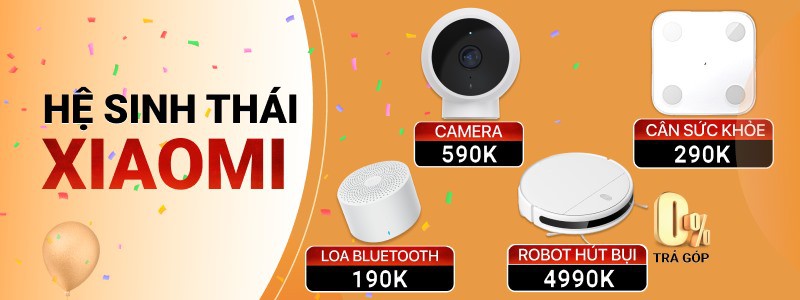 HỆ SINH THÁI
XIAOMI
CAMERA
590K
CÂN SỨC KHỎE
290K
LOA BLUETOOTH
190K
ROBOT HÚT BỤI
4990K
0%
TRẢ GÓP